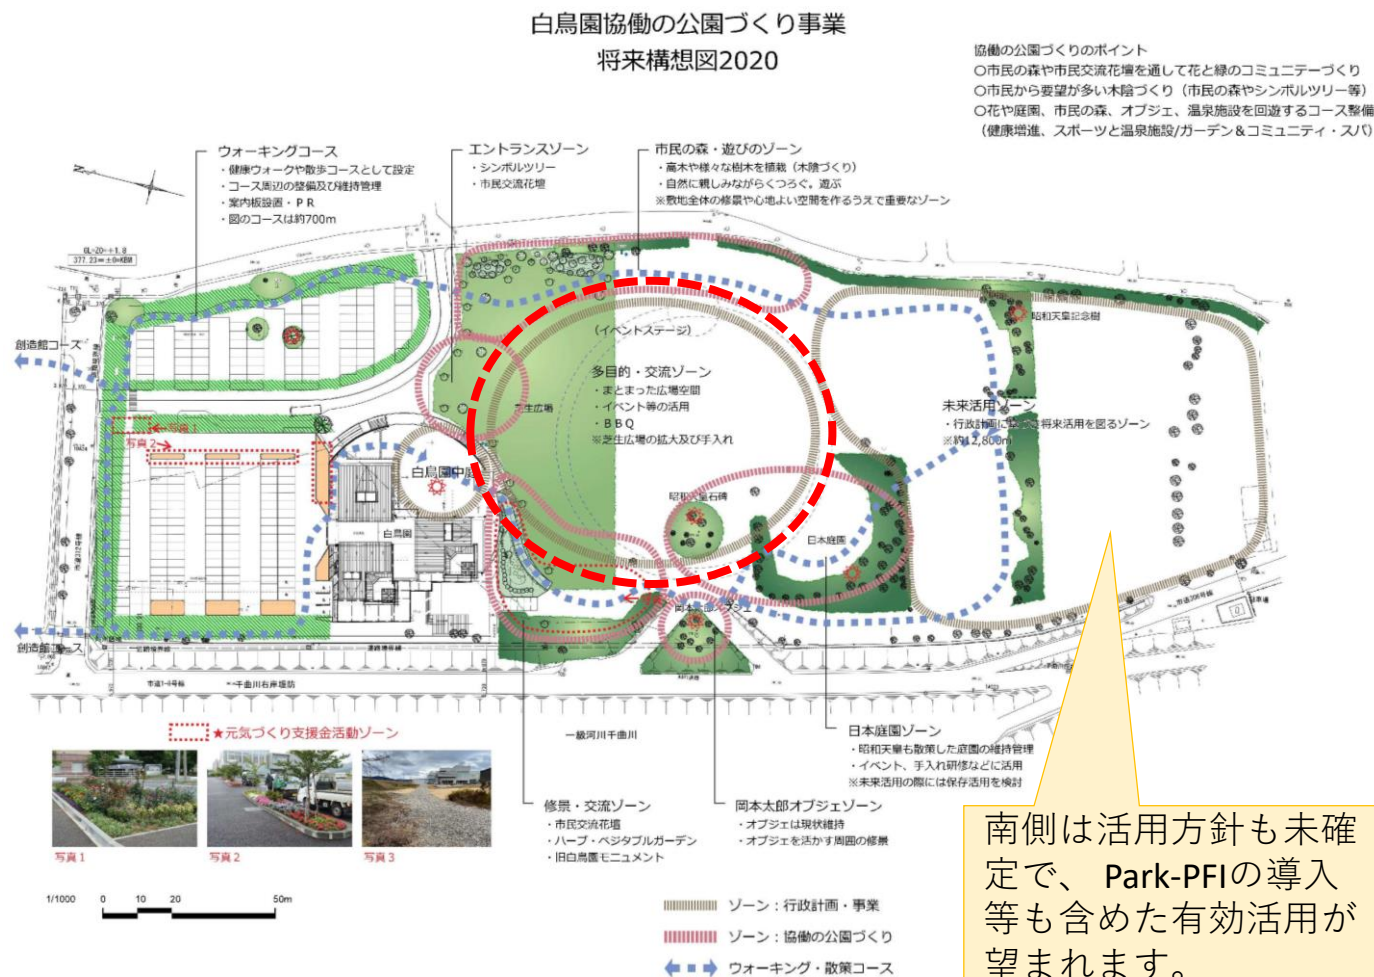 白鳥園協働の公園づくり事業
将来構想図2020
協働の公園づくりのポイント
○市民の森や市民交流花壇を通して花と緑のコミュニテーづくり
○市民から要望が多い木陰づくり（市民の森やシンボルツリー等）
○花や庭園、市民の森、オブジェ、温泉施設を回遊するコース整備
（健康増進、スポーツと温泉施設/ガーデン＆コミュニティ・スパ）
ウォーキングコース
・健康ウォークや散歩コースとして設定
・コース周辺の整備及び維持管理
・案内板設置・ＰＲ
・図のコースは約700m
エントランスゾーン
・シンボルツリー
・市民交流花壇
市民の森・遊びのゾーン
・高木や様々な樹木を植栽（木陰づくり）
・自然に親しみながらくつろぐ。遊ぶ
※敷地全体の修景や心地よい空間を作るうえで重要なゾーン
創造館コース
（イベントステージ）
多目的・交流ゾーン
・まとまった広場空間
・イベント等の活用
・ＢＢＱ
※芝生広場の拡大及び手入れ
芝生広場
昭和天皇記念樹
未来活用ゾーン
・行政計画に基づき将来活用を図るゾーン
※約12,800㎡
写真１
写真２
白鳥園中庭
白鳥園
昭和天皇石碑
日本庭園
岡本太郎オブジェ
創造館コース
市道1-8号線
千曲川右岸堤防
一級河川千曲川
★元気づくり支援金活動ゾーン
写真１
写真２
写真３
修景・交流ゾーン
・市民交流花壇
・ハーブ・ベジタブルガーデン
・旧白鳥園モニュメント
岡本太郎オブジェゾーン
・オブジェは現状維持
・オブジェを活かす周囲の修景
日本庭園ゾーン
・昭和天皇も散策した庭園の維持管理
・イベント、手入れ研修などに活用
※未来活用の際には保存活用を検討
南側は活用方針も未確
定で、 Park-PFIの導入
等も含めた有効活用が
望まれます。
1/1000 0 10 20 50m
ゾーン：行政計画・事業
ゾーン：協働の公園づくり
ウォーキング・散策コース